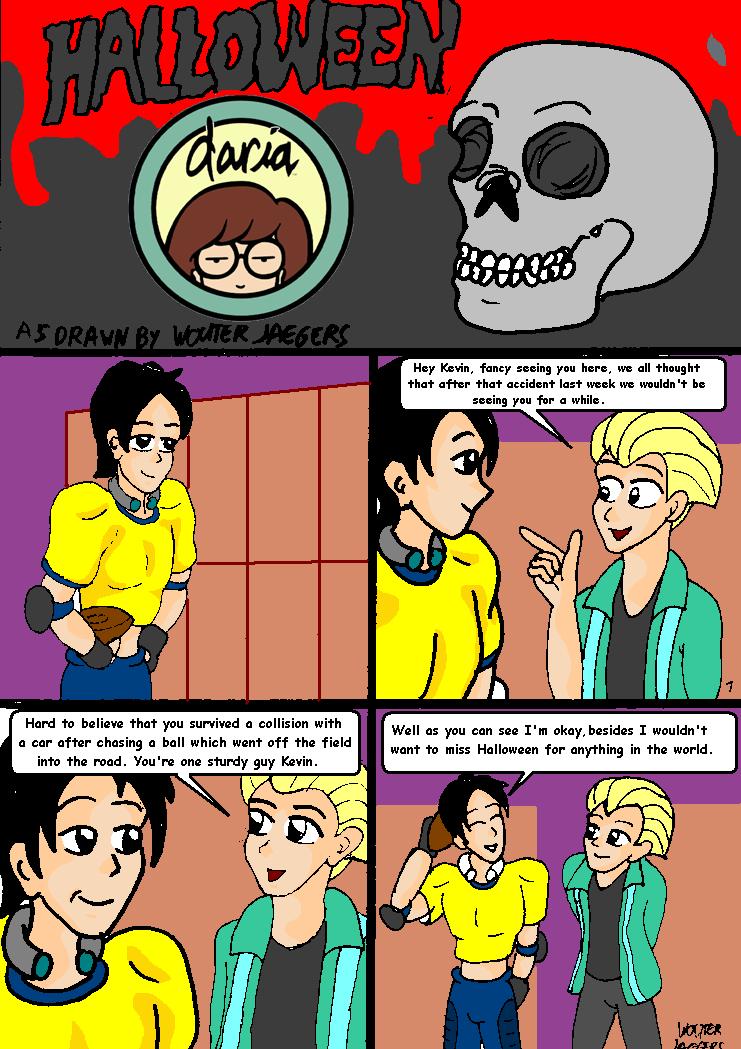 HALLOWEEN
daria
AS DRAWN BY WOUTER JAEGERS
Hey Kevin, fancy seeing you here, we all thought
that after that accident last week we wouldn't be
seeing you for a while.
1
Hard to believe that you survived a collision with
a car after chasing a ball which went off the field
into the road. You're one sturdy guy Kevin.
Well as you can see I'm okay, besides I wouldn't
want to miss Halloween for anything in the world.
WOUTER
JAEGERS